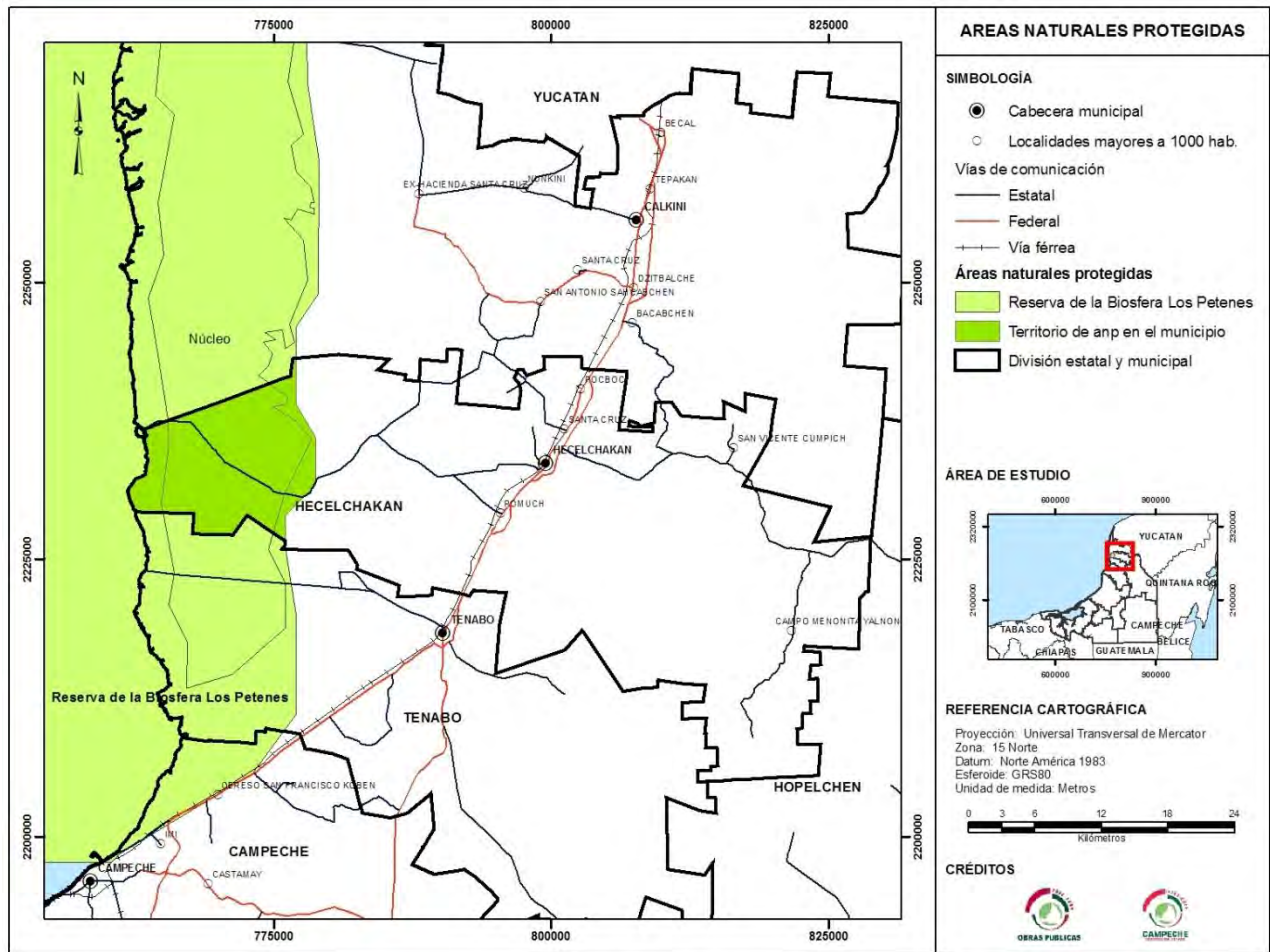 775000
800000
825000
2250000
2225000
2200000
2250000
2225000
2200000
775000
800000
825000
N
YUCATAN
BECAL
TEPAKAN
EX-HACIENDA SANTA CRUZ
NUNKINI
CALKINI
SANTA CRUZ
DZITBALCHE
SAN ANTONIO SAHCABCHEN
BACABCHEN
Núcleo
POCBOC
SANTA CRUZ
SAN VICENTE CUMPICH
HECELCHAKAN
HECELCHAKAN
POMUCH
TENABO
CAMPO MENONITA YALNON
Reserva de la Biosfera Los Petenes
TENABO
CERESO SAN FRANCISCO KOBEN
HOPELCHEN
IMI
CAMPECHE
CAMPECHE
CASTAMAY
AREAS NATURALES PROTEGIDAS
SIMBOLOGÍA
Cabecera municipal
Localidades mayores a 1000 hab.
Vías de comunicación
Estatal
Federal
Vía férrea
Áreas naturales protegidas
Reserva de la Biosfera Los Petenes
Territorio de anp en el municipio
División estatal y municipal
ÁREA DE ESTUDIO
600000
800000
2320000
2100000
2320000
2100000
YUCATAN
QUINTANA ROO
CAMPECHE
TABASCO
BELICE
CHIAPAS
GUATEMALA
600000
800000
REFERENCIA CARTOGRÁFICA
Proyección: Universal Transversal de Mercator
Zona: 15 Norte
Datum: Norte América 1983
Esferoide: GRS80
Unidad de medida: Metros
0 3 6 12 18 24
Kilómetros
CRÉDITOS
OBRAS PUBLICAS
CAMPECHE